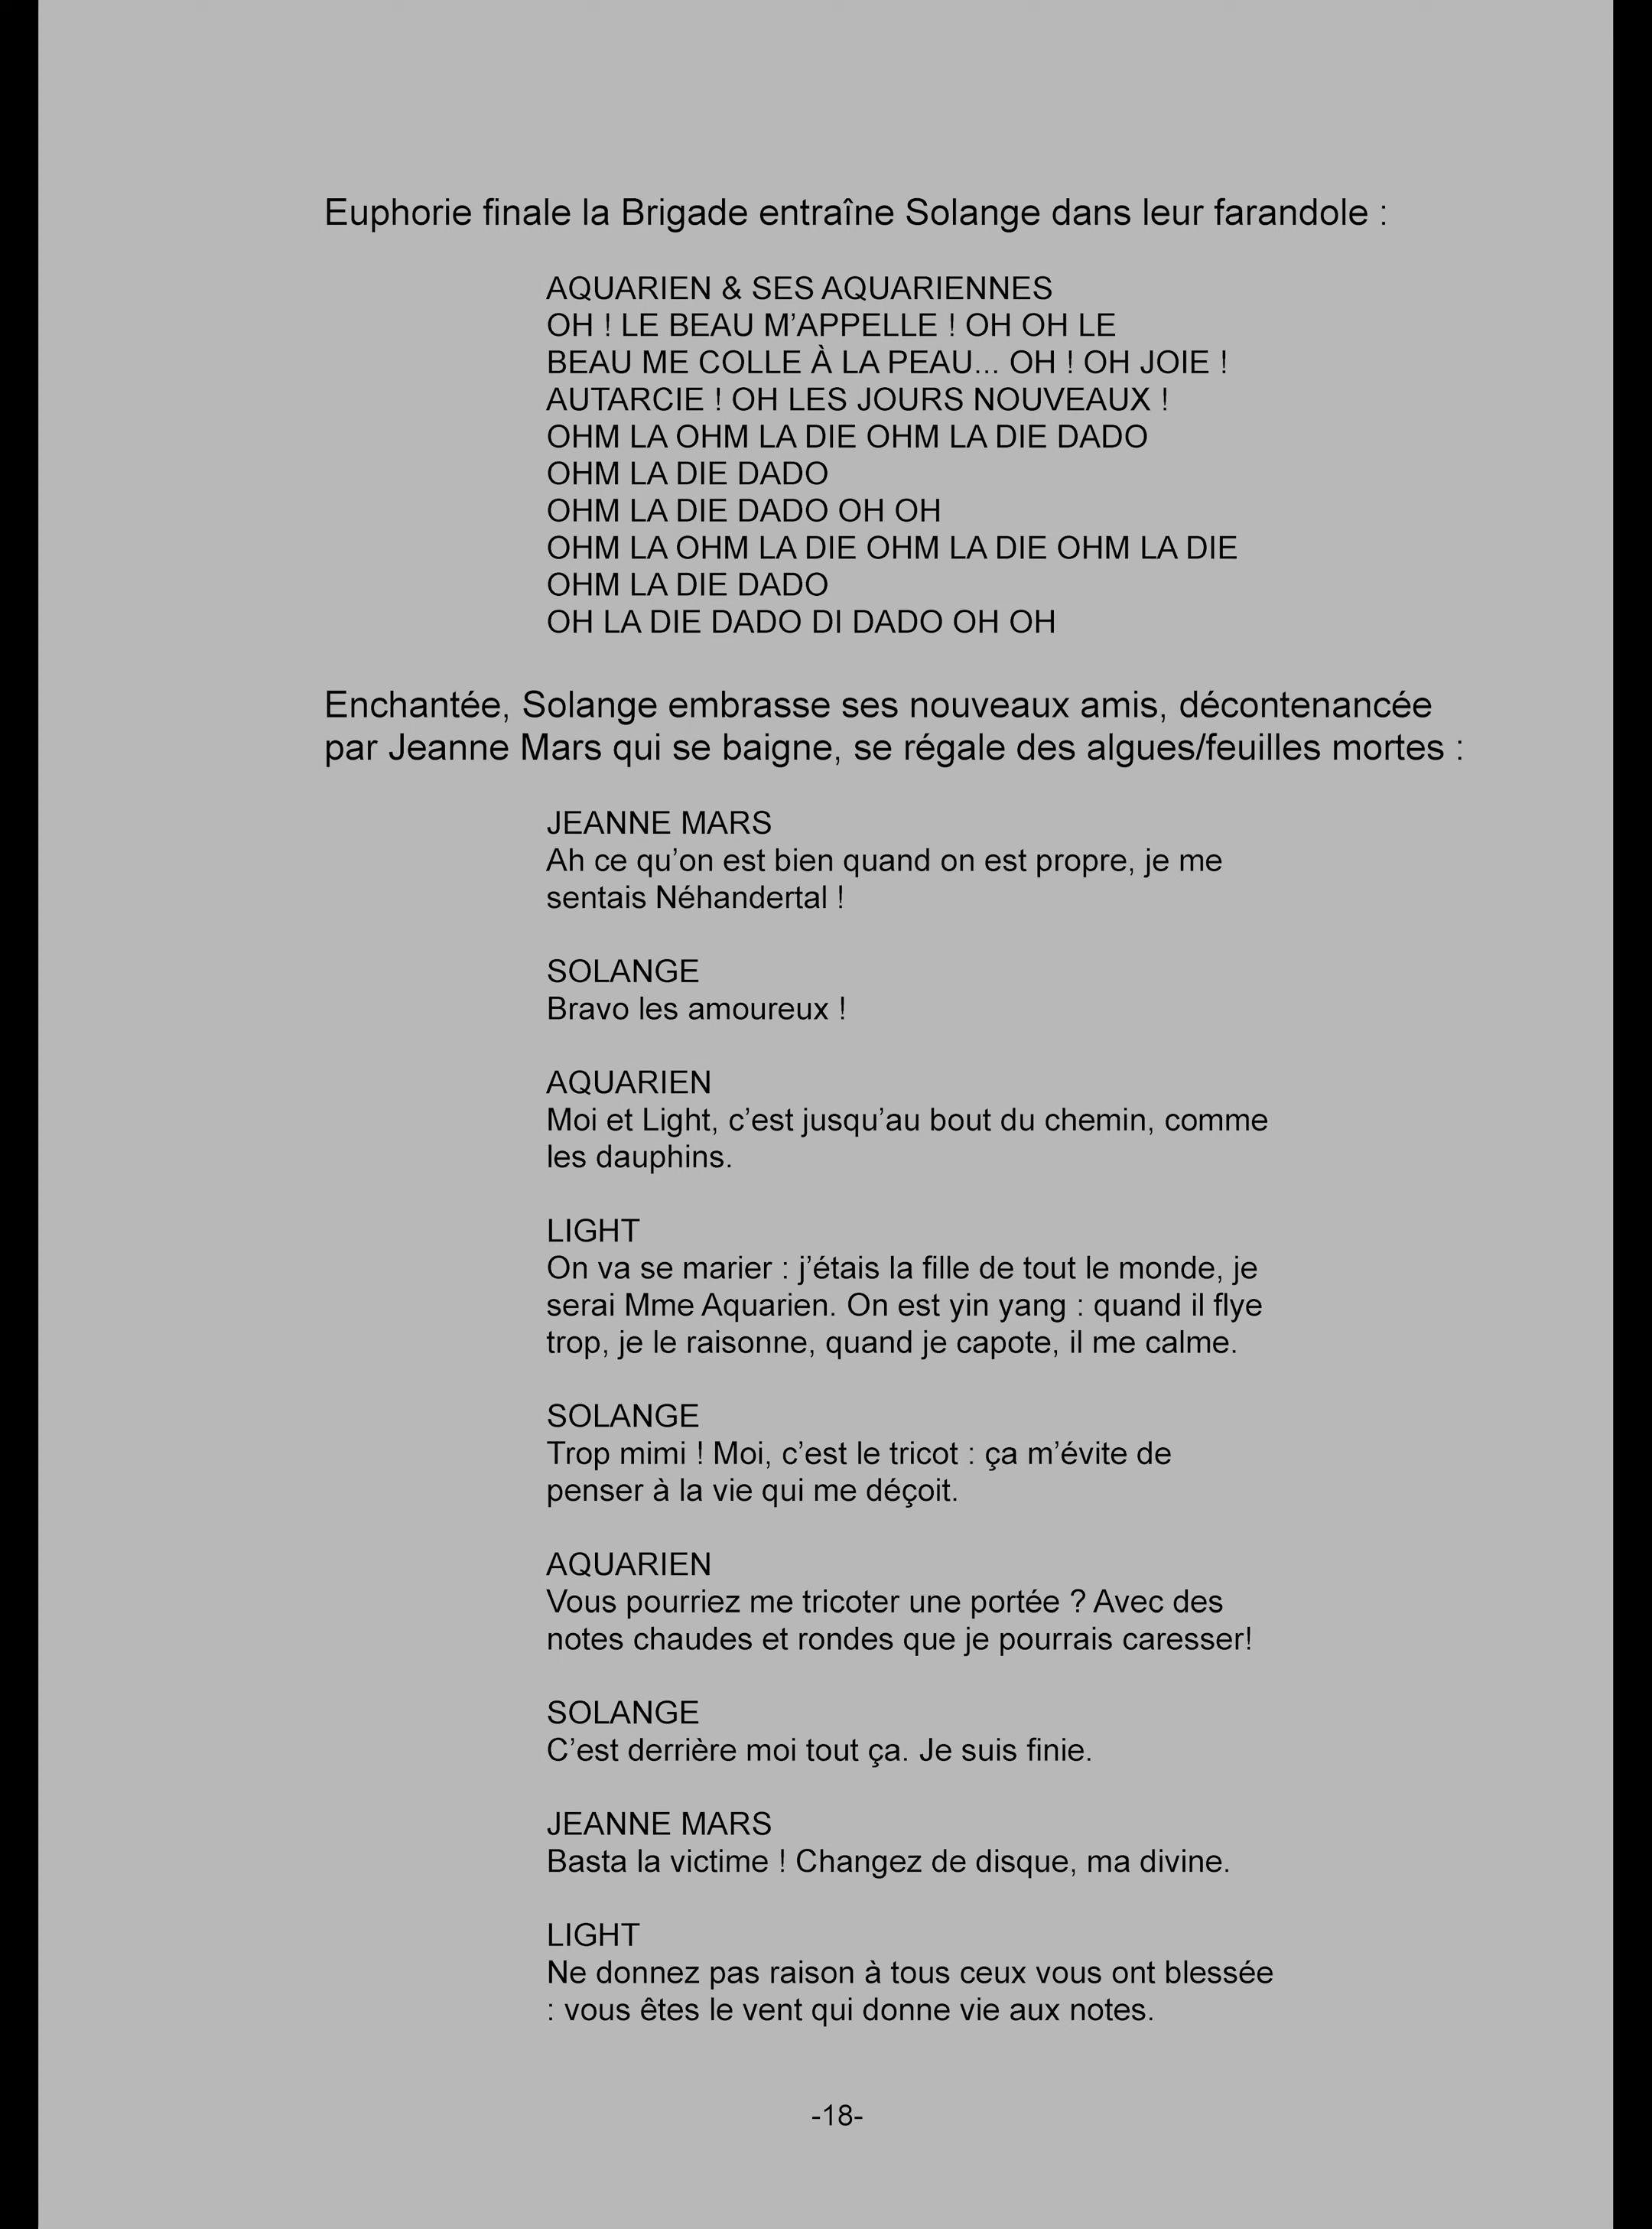 Euphorie finale la Brigade entraîne Solange dans leur farandole :
AQUARIEN & SES AQUARIENNES
OH ! LE BEAU M’APPELLE ! OH OH LE
BEAU ME COLLE À LA PEAU... OH ! OH JOIE !
AUTARCIE ! OH LES JOURS NOUVEAUX !
OHM LA OHM LA DIE OHM LA DIE DADO
OHM LA DIE DADO
OHM LA DIE DADO OH OH
OHM LA OHM LA DIE OHM LA DIE OHM LA DIE
OHM LA DIE DADO
OH LA DIE DADO DI DADO OH OH
Enchantée, Solange embrasse ses nouveaux amis, décontenancée
par Jeanne Mars qui se baigne, se régale des algues/feuilles mortes :
JEANNE MARS
Ah ce qu’on est bien quand on est propre, je me
sentais Néhandertal !
SOLANGE
Bravo les amoureux !
AQUARIEN
Moi et Light, c’est jusqu’au bout du chemin, comme
les dauphins.
LIGHT
On va se marier : j’étais la fille de tout le monde, je
serai Mme Aquarien. On est yin yang : quand il flye
trop, je le raisonne, quand je capote, il me calme.
SOLANGE
Trop mimi ! Moi, c’est le tricot : ça m’évite de
penser à la vie qui me déçoit.
AQUARIEN
Vous pourriez me tricoter une portée ? Avec des
notes chaudes et rondes que je pourrais caresser!
SOLANGE
C’est derrière moi tout ça. Je suis finie.
JEANNE MARS
Basta la victime ! Changez de disque, ma divine.
LIGHT
Ne donnez pas raison à tous ceux vous ont blessée
: vous êtes le vent qui donne vie aux notes.
-18-